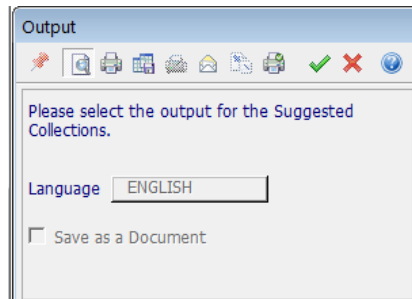 Output
Please select the output for the Suggested
Collections.
Language ENGLISH
Save as a Document